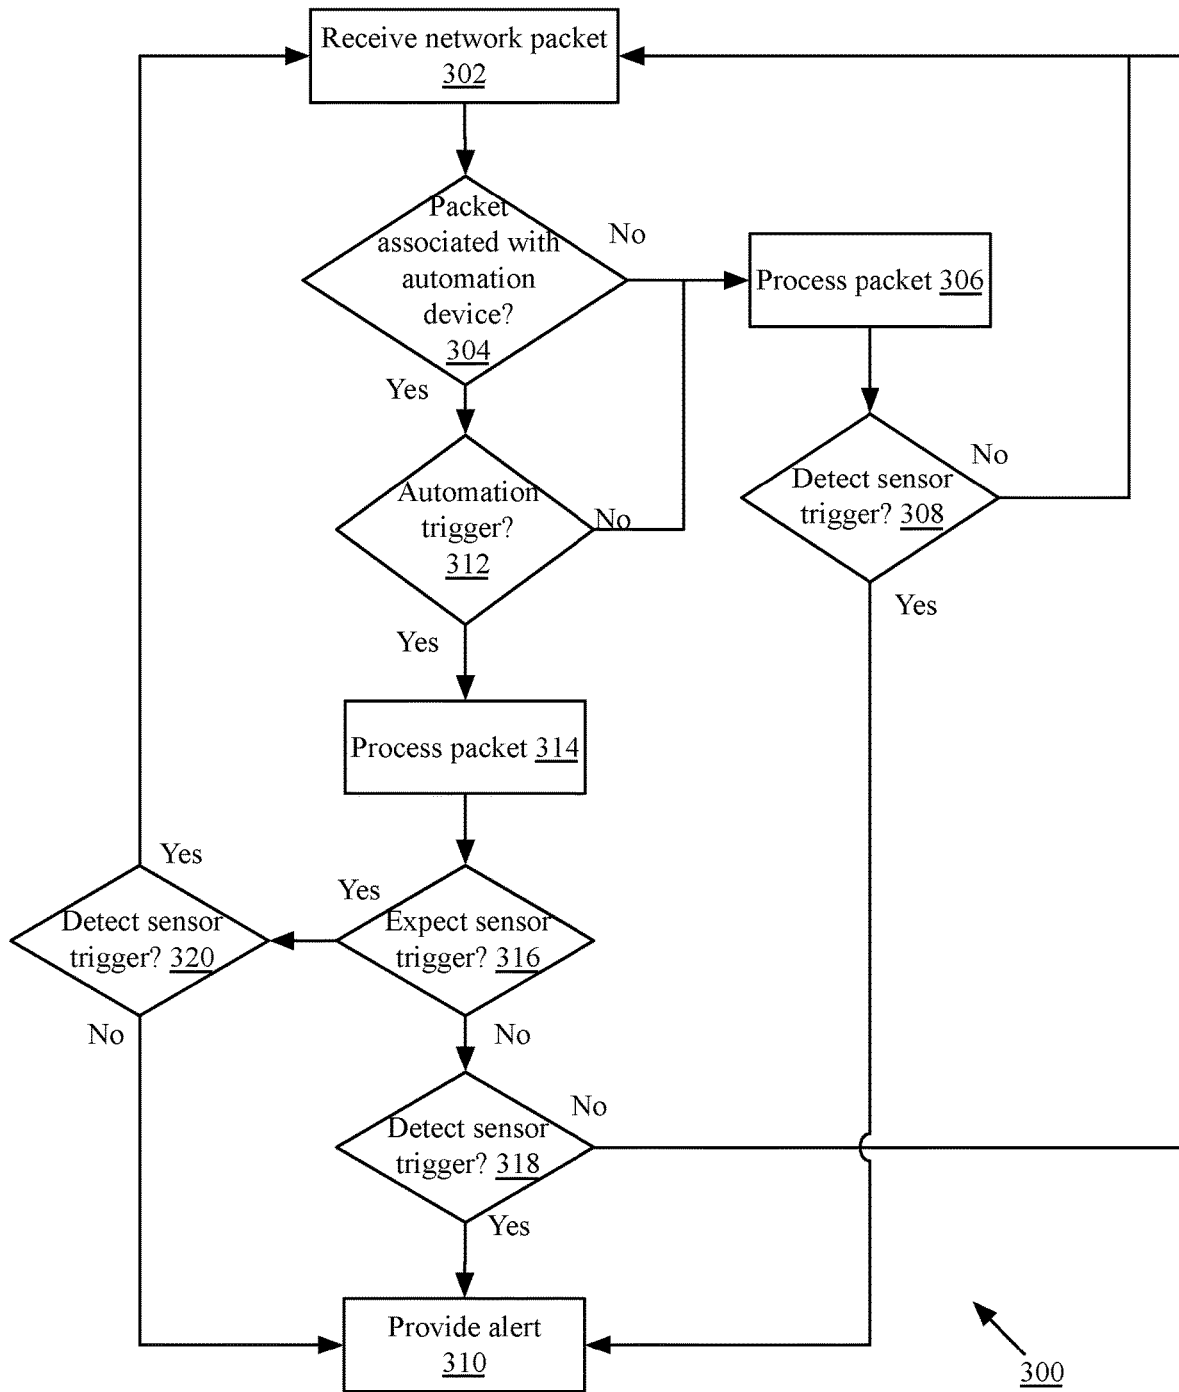 Receive network packet
302
Packet
associated with
automation
device?
304
No
Yes
Process packet 306
Detect sensor
trigger? 308
No
Yes
Automation
trigger?
312
No
Yes
Process packet 314
Expect sensor
trigger? 316
Yes
No
Detect sensor
trigger? 320
Yes
No
Detect sensor
trigger? 318
No
Yes
Provide alert
310
300